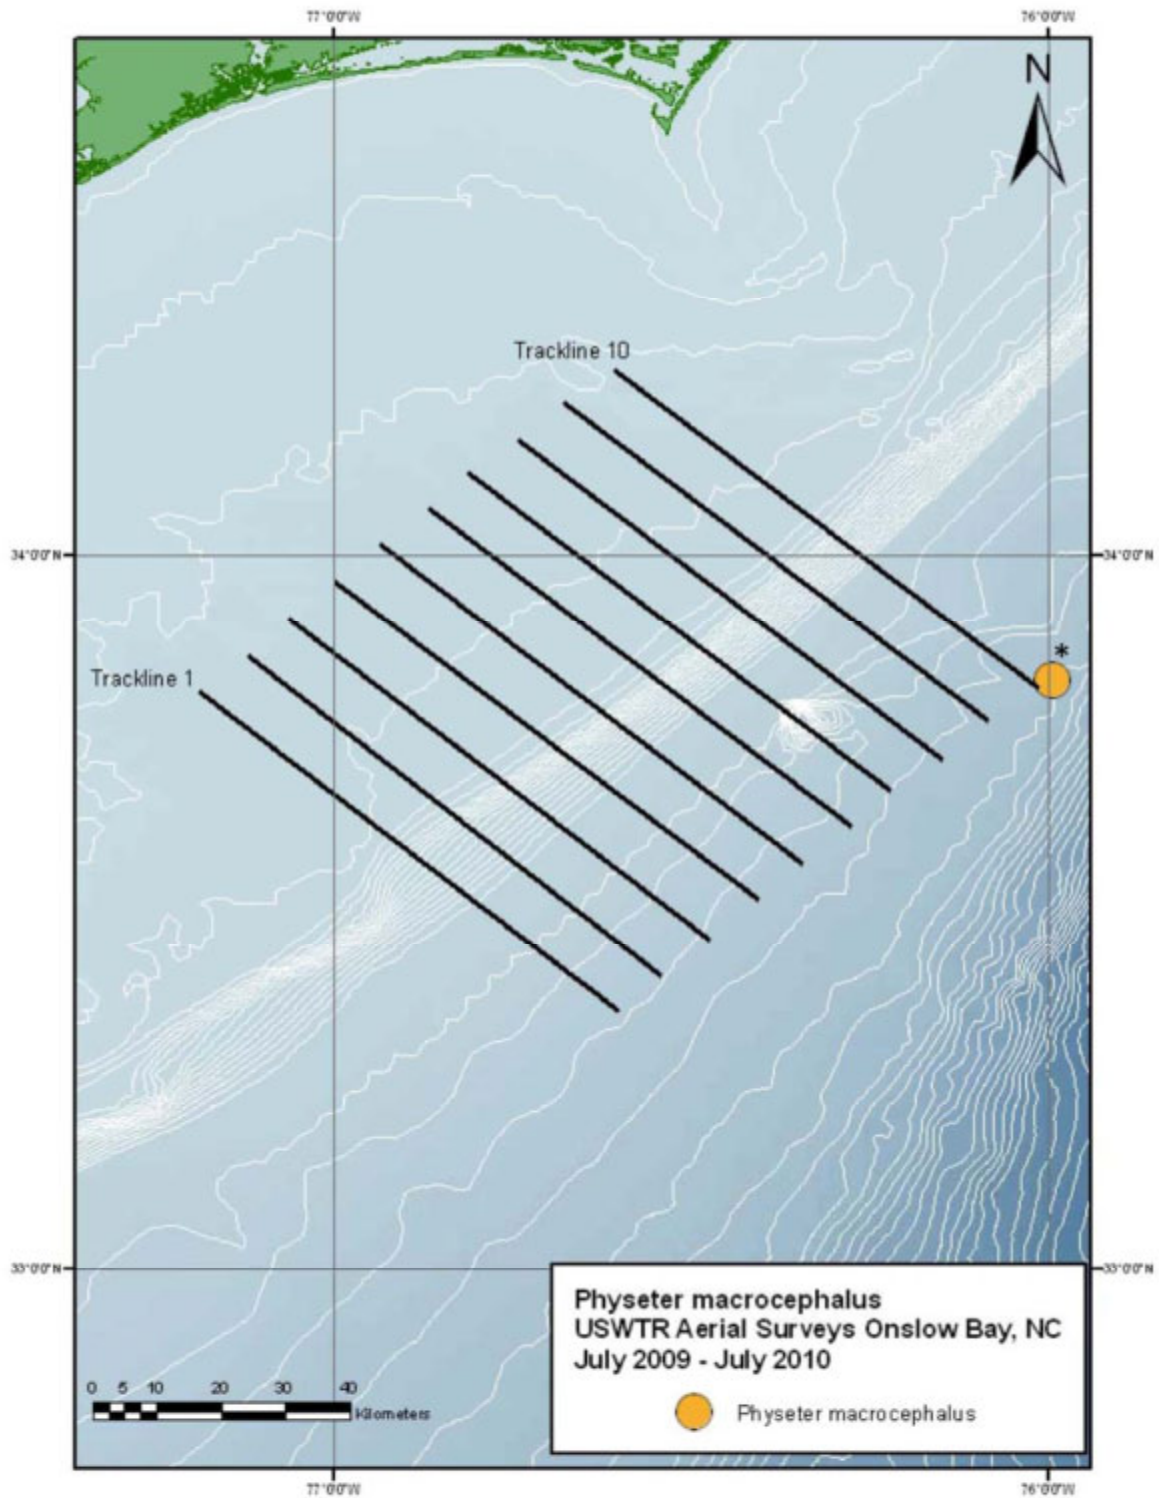 77°0'0"W 76°0'0"W
N
Trackline 10
34°0'0"N 34°0'0"N
*
Trackline 1
33°0'0"N 33°0'0"N
Physeter macrocephalus
USWTR Aerial Surveys Onslow Bay, NC
July 2009 - July 2010
Physeter macrocephalus
0 5 10 20 30 40
Kilometers
77°0'0"W 76°0'0"W